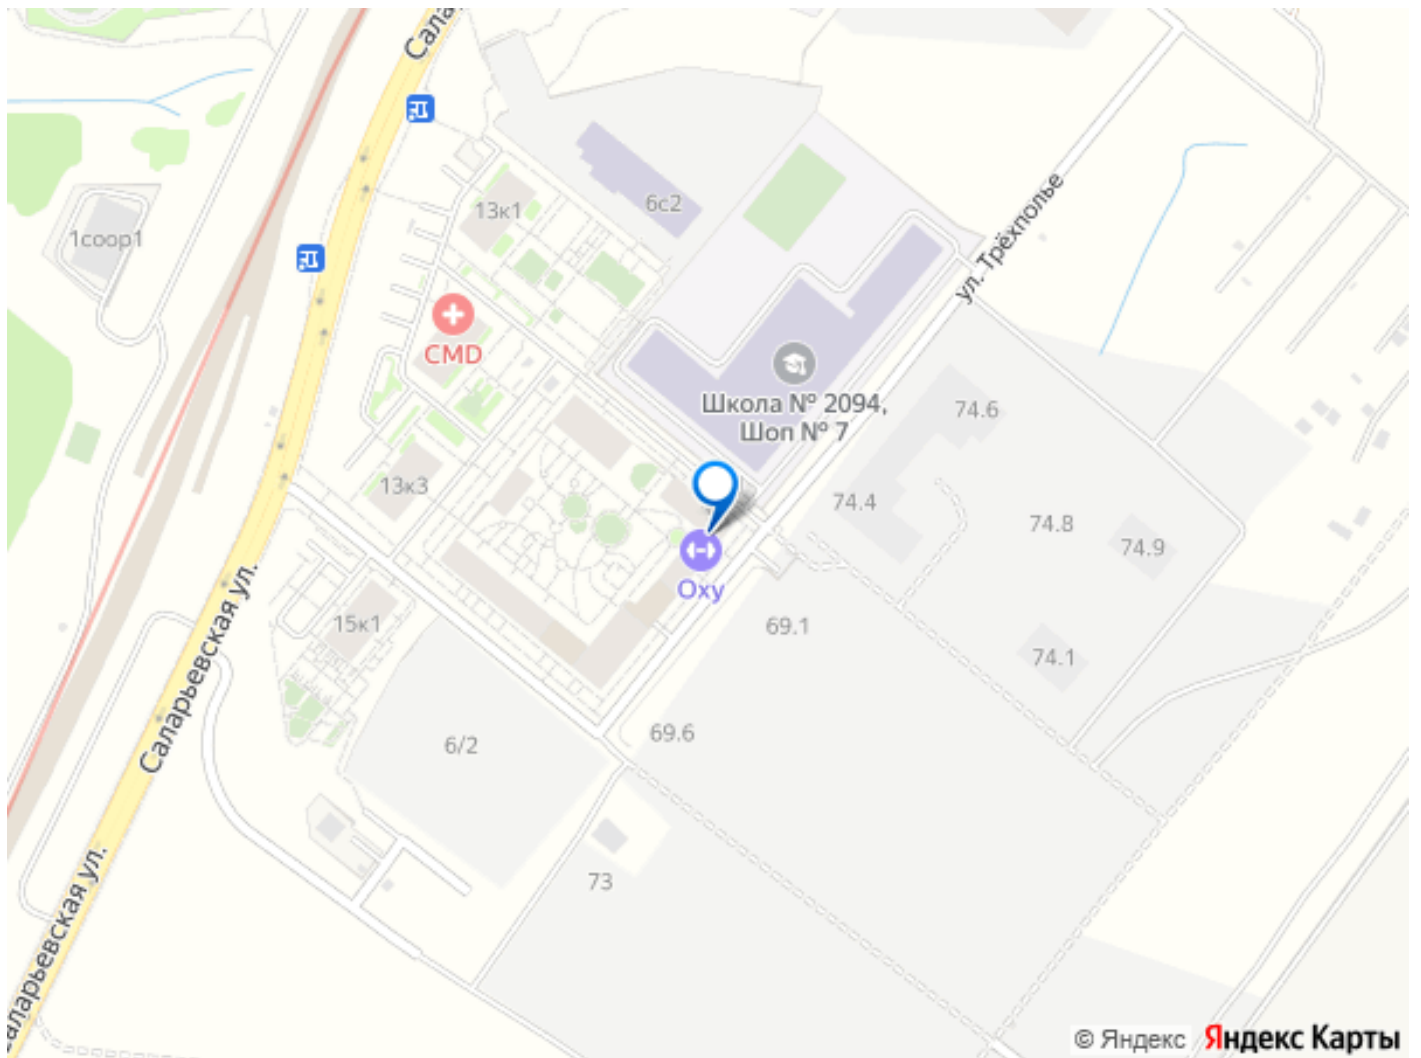 Сала
13к1
6с2
1соор1
ул. Трёхполье
CMD
Школа № 2094,
Шоп № 7
74.6
13к3
74.4
74.8
74.9
Oxy
15к1
69.1
74.1
Саларьевская ул.
69.6
6/2
73
аларьевская ул.
© Яндекс
Яндекс Карты